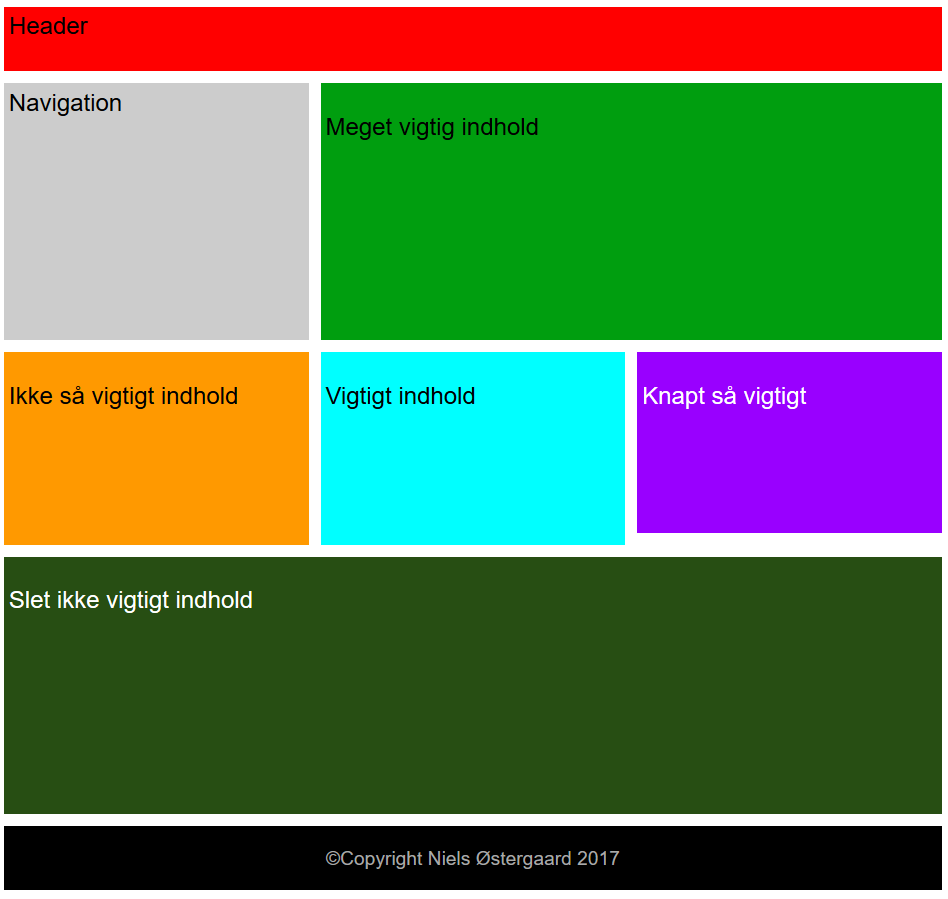 Header
Navigation
Meget vigtig indhold
Ikke så vigtigt indhold
Vigtigt indhold
Knapt så vigtigt
Slet ikke vigtigt indhold
©Copyright Niels Østergaard 2017